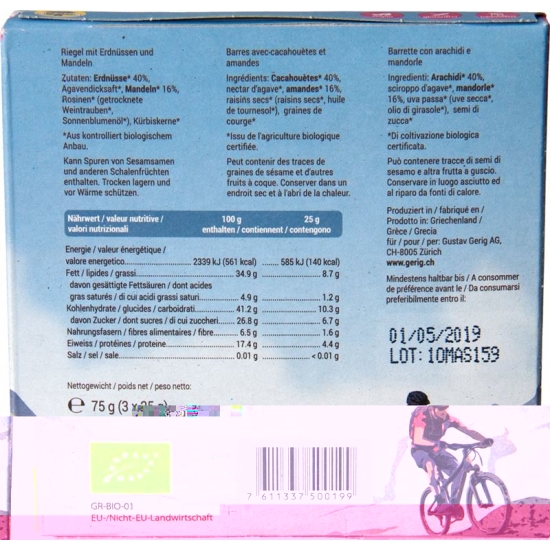 Riegel mit Erdnüssen und
Mandeln
Zutaten: Erdnüsse* 40%,
Agavendicksaft*, Mandeln* 16%,
Rosinen* (getrocknete
Weintrauben*,
Sonnenblumenöl*), Kürbiskerne*
*Aus kontrolliert biologischem
Anbau.
Kann Spuren von Sesamsamen
und anderen Schalenfrüchten
enthalten. Trocken lagern und
vor Wärme schützen.
Barres avec cacahouètes et
amandes
Ingrédients: Cacahouètes* 40%,
nectar d'agave*, amandes* 16%,
raisins secs* (raisins secs*, huile
de tournesol*), graines de
courge*
*Issu de l'agriculture biologique
certifiée.
Peut contenir des traces de
graines de sésame et d'autres
fruits à coque. Conserver dans un
endroit sec et à l'abri de la chaleur.
Barrette con arachidi e
mandorle
Ingredienti: Arachidi* 40%,
sciroppo d'agave*, mandorle*
16%, uva passa* (uve secca*,
olio di girasole*), semi di
zucca*
*Di coltivazione biologica
certificata.
Può contenere tracce di semi di
sesamo e altra frutta a guscio.
Conservare in luogo asciutto ed
al riparo da fonti di calore.
Produziert in / fabriqué en /
Prodotto in: Griechenland /
Grèce / Grecia
für / pour / per: Gustav Gerig AG,
CH-8005 Zürich
www.gerig.ch
Mindestens haltbar bis / A consommer
de préférence avant le / Da consumarsi
preferibilmente entro il:
01/05/2019
LOT: 10MAS159
Nährwert / valeur nutritive / 100 g 25 g
valori nutrizionali enthalten / contiennent / contengono
Energie / valeur énergétique /
valore energetico 2339 kJ (561 kcal) 585 kJ (140 kcal)
Fett / lipides / grassi 34.9 g 8.7 g
davon gesättigte Fettsäuren / dont acides
gras saturés / di cui acidi grassi saturi 4.9 g 1.2 g
Kohlenhydrate / glucides / carboidrati 41.2 g 10.3 g
davon Zucker / dont sucres / di cui zuccheri 26.8 g 6.7 g
Nahrungsfasern / fibres alimentaires / fibre 6.5 g 1.6 g
Eiweiss / protéines / proteine 17.4 g 4.4 g
Salz / sel / sale 0.01 g <0.01 g
Nettogewicht / poids net / peso netto:
℮ 75 g (3 x 25 g)
GR-BIO-01
EU-/Nicht-EU-Landwirtschaft
7 611337 500199